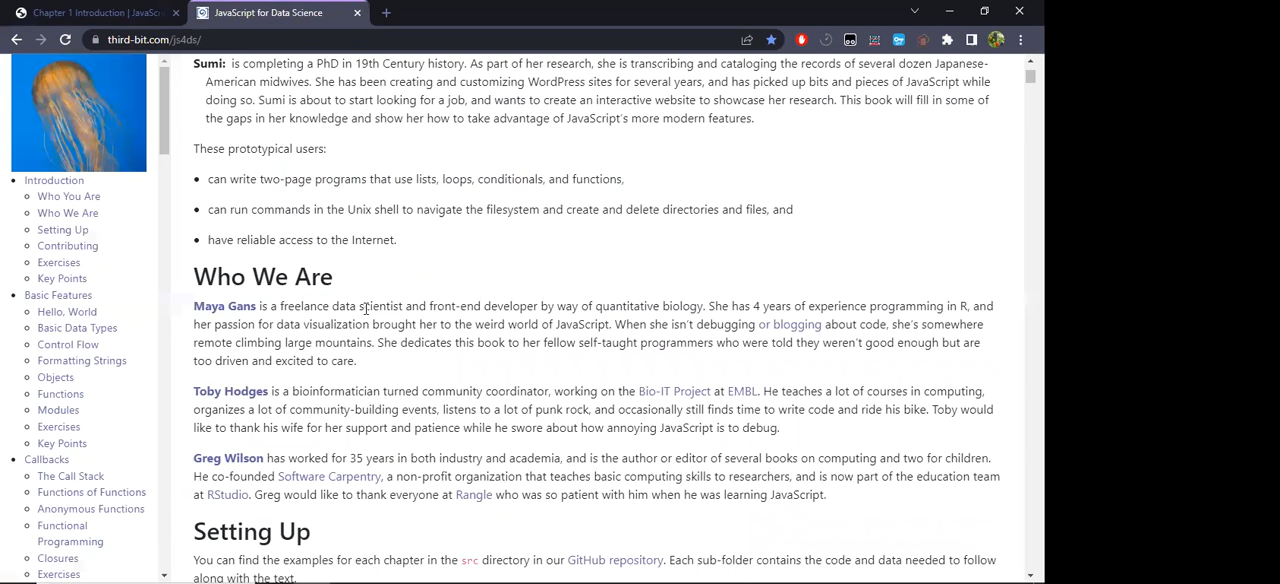 Chapter 1 Introduction | JavaScri
JavaScript for Data Science
third-bit.com/js4ds/
Introduction
Who You Are
Who We Are
Setting Up
Contributing
Exercises
Key Points
Basic Features
Hello, World
Basic Data Types
Control Flow
Formatting Strings
Objects
Functions
Modules
Exercises
Key Points
Callbacks
The Call Stack
Functions of Functions
Anonymous Functions
Functional
Programming
Closures
Exercises
Sumi: is completing a PhD in 19th Century history. As part of her research, she is transcribing and cataloging the records of several dozen Japanese-
American midwives. She has been creating and customizing WordPress sites for several years, and has picked up bits and pieces of JavaScript while
doing so. Sumi is about to start looking for a job, and wants to create an interactive website to showcase her research. This book will fill in some of
the gaps in her knowledge and show her how to take advantage of JavaScript's more modern features.
These prototypical users:
• can write two-page programs that use lists, loops, conditionals, and functions,
• can run commands in the Unix shell to navigate the filesystem and create and delete directories and files, and
• have reliable access to the Internet.
Who We Are
Maya Gans is a freelance data scientist and front-end developer by way of quantitative biology. She has 4 years of experience programming in R, and
her passion for data visualization brought her to the weird world of JavaScript. When she isn't debugging or blogging about code, she's somewhere
remote climbing large mountains. She dedicates this book to her fellow self-taught programmers who were told they weren't good enough but are
too driven and excited to care.
Toby Hodges is a bioinformatician turned community coordinator, working on the Bio-IT Project at EMBL. He teaches a lot of courses in computing,
organizes a lot of community-building events, listens to a lot of punk rock, and occasionally still finds time to write code and ride his bike. Toby would
like to thank his wife for her support and patience while he swore about how annoying JavaScript is to debug.
Greg Wilson has worked for 35 years in both industry and academia, and is the author or editor of several books on computing and two for children.
He co-founded Software Carpentry, a non-profit organization that teaches basic computing skills to researchers, and is now part of the education team
at RStudio. Greg would like to thank everyone at Rangle who was so patient with him when he was learning JavaScript.
Setting Up
You can find the examples for each chapter in the src directory in our GitHub repository. Each sub-folder contains the code and data needed to follow
along with the text.